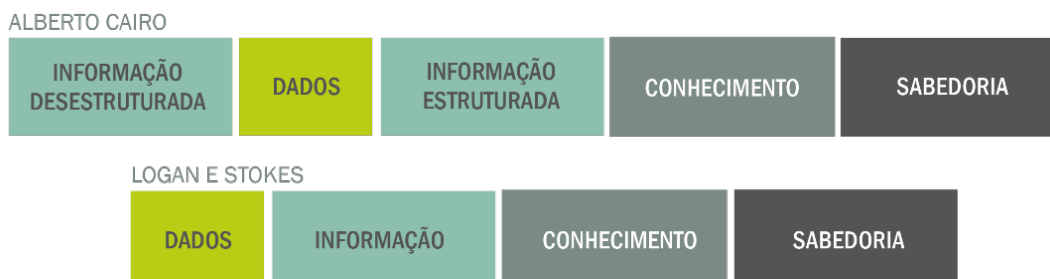 ALBERTO CAIRO
INFORMAÇÃO
DESESTRUTURADA
DADOS
INFORMAÇÃO
ESTRUTURADA
CONHECIMENTO
SABEDORIA
LOGAN E STOKES
DADOS
INFORMAÇÃO
CONHECIMENTO
SABEDORIA